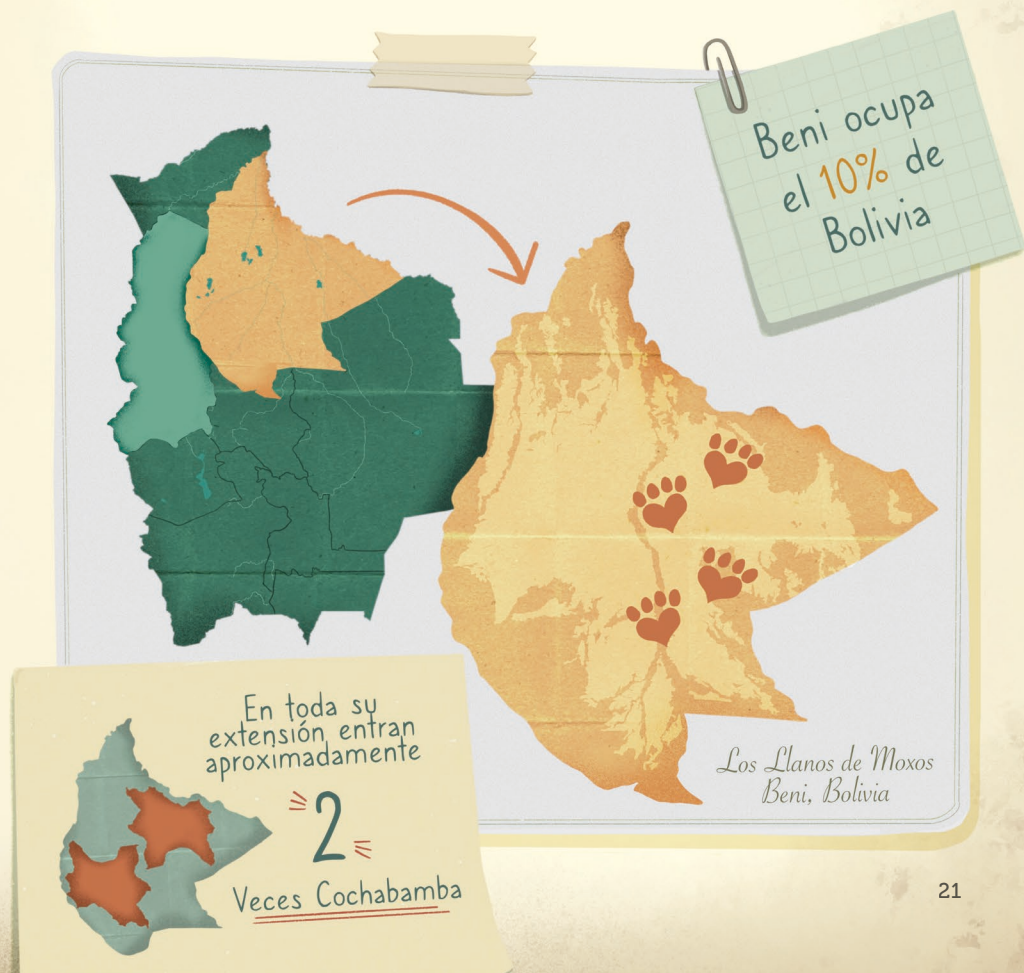 Beni ocupa
el 10% de
Bolivia
Los Llanos de Moxos
Beni, Bolivia
En toda su
extensión entran
aproximadamente
2
Veces Cochabamba
21